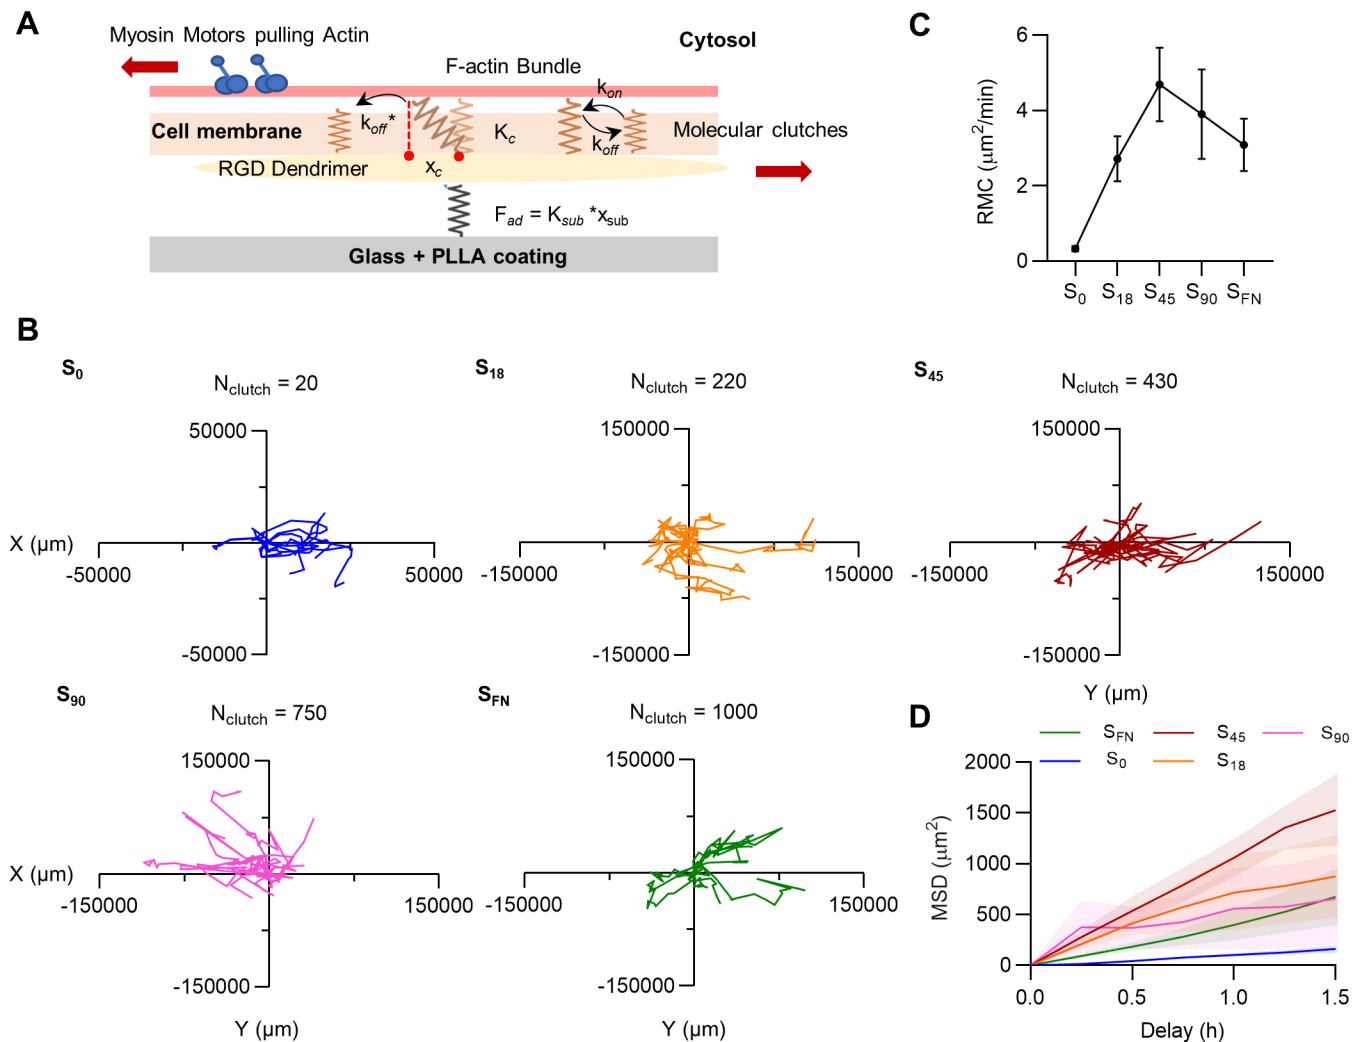 A
Myosin Motors pulling Actin
Cytosol
F-actin Bundle
kon
koff*
Cell membrane
Kc
koff
Molecular clutches
RGD Dendrimer
xc
Fad = Ksub *xsub
Glass + PLLA coating
C
RMC (μm2/min)
6
4
2
0
S0 S18 S45 S90 SFN
B
S0
Nclutch = 20
50000
X (μm)
-50000
50000
-50000
S18
Nclutch = 220
150000
-150000
150000
-150000
S45
Nclutch = 430
150000
-150000
150000
-150000
Y (μm)
S90
Nclutch = 750
150000
X (μm)
-150000
150000
-150000
Y (μm)
SFN
Nclutch = 1000
150000
-150000
150000
-150000
Y (μm)
D
SFN S45 S90
S0 S18
MSD (μm2)
2000
1500
1000
500
0
0.0 0.5 1.0 1.5
Delay (h)